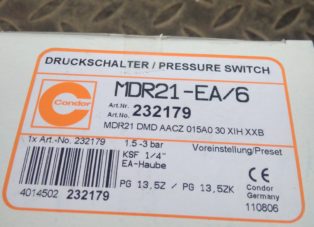 DRUCKSCHALTER / PRESSURE SWITCH
Condor
MDR21-EA/6
Art.Nr.
Art.No. 232179
MDR21 DMD AACZ 015A0 30 XIH XXB
1x Art.-No. 232179
1.5 -3 bar
Voreinstellung/Preset
KSF 1/4"
EA-Haube
PG 13,5Z / PG 13,5ZK
4014502 232179
CE
Condor
Germany
110806